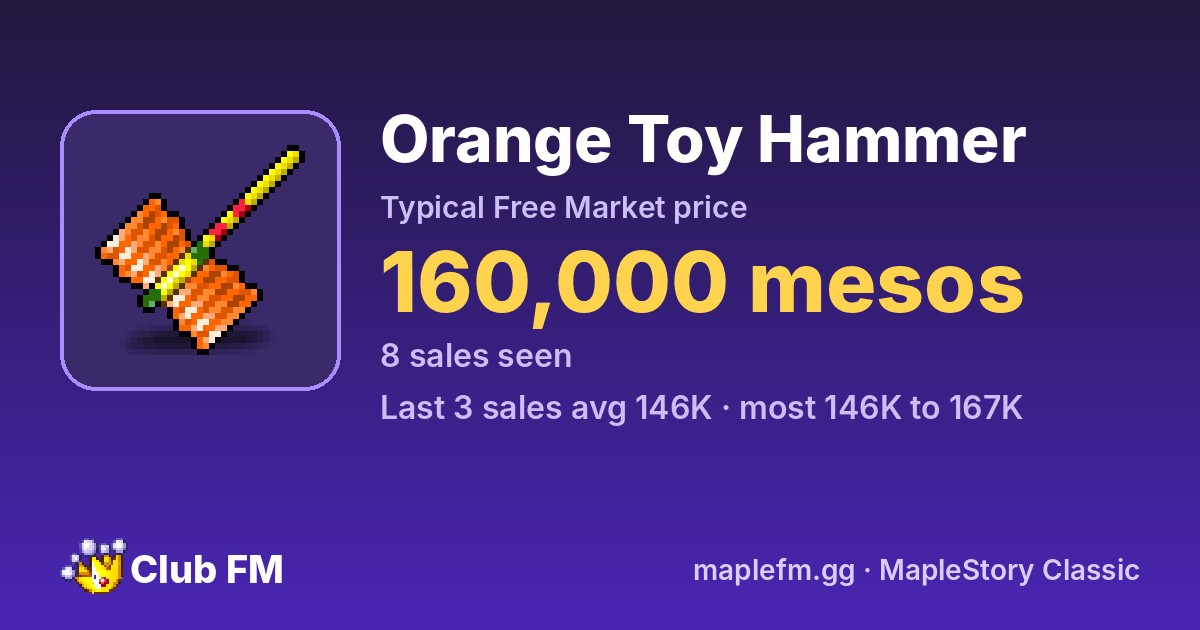 Orange Toy Hammer
Typical Free Market price
160,000 mesos
8 sales seen
Last 3 sales avg 146K · most 146K to 167K
Club FM
maplefm.gg · MapleStory Classic